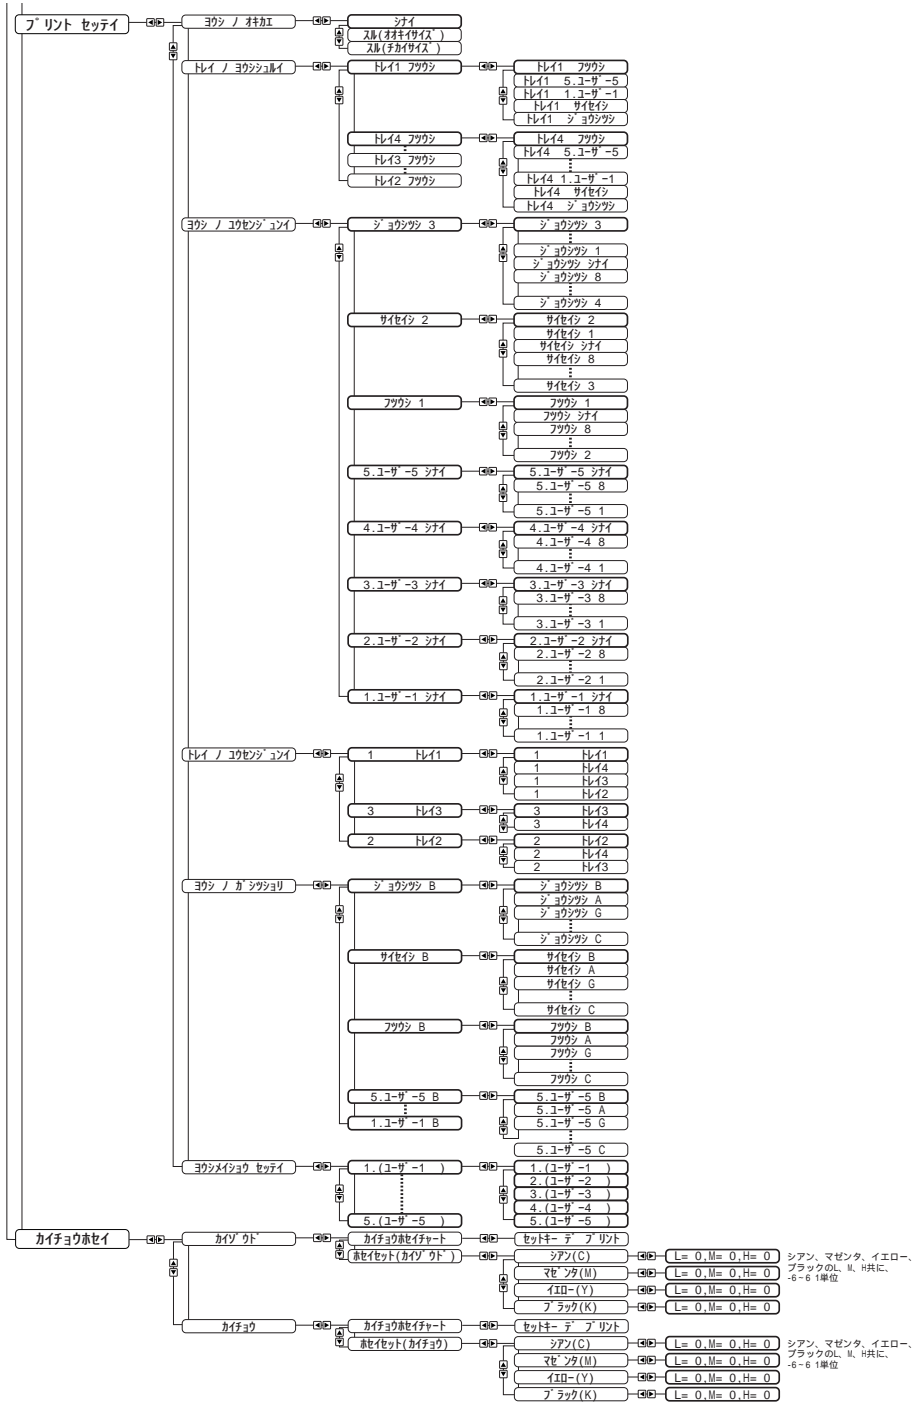 プリント セッテイ
ヨウシ ノ オキカエ
シナイ
スル(オオキイサイズ)
スル(チカイサイズ)
トレイ ノ ヨウシシュルイ
トレイ1 フツウシ
トレイ1 フツウシ
トレイ1 5.ユーザー5
トレイ1 1.ユーザー1
トレイ1 サイセイシ
トレイ1 ジョウシツシ
トレイ4 フツウシ
トレイ3 フツウシ
トレイ2 フツウシ
トレイ4 フツウシ
トレイ4 5.ユーザー5
トレイ4 1.ユーザー1
トレイ4 サイセイシ
トレイ4 ジョウシツシ
ヨウシ ノ ユウセンジュンイ
ジョウシツシ 3
ジョウシツシ 3
ジョウシツシ 1
ジョウシツシ シナイ
ジョウシツシ 8
ジョウシツシ 4
サイセイシ 2
サイセイシ 2
サイセイシ 1
サイセイシ シナイ
サイセイシ 8
サイセイシ 3
フツウシ 1
フツウシ 1
フツウシ シナイ
フツウシ 8
フツウシ 2
5.ユーザー5 シナイ
5.ユーザー5 シナイ
5.ユーザー5 8
5.ユーザー5 1
4.ユーザー4 シナイ
4.ユーザー4 シナイ
4.ユーザー4 8
4.ユーザー4 1
3.ユーザー3 シナイ
3.ユーザー3 シナイ
3.ユーザー3 8
3.ユーザー3 1
2.ユーザー2 シナイ
2.ユーザー2 シナイ
2.ユーザー2 8
2.ユーザー2 1
1.ユーザー1 シナイ
1.ユーザー1 シナイ
1.ユーザー1 8
1.ユーザー1 1
トレイ ノ ユウセンジュンイ
1 トレイ1
1 トレイ1
1 トレイ4
1 トレイ3
1 トレイ2
3 トレイ3
3 トレイ3
3 トレイ4
2 トレイ2
2 トレイ2
2 トレイ4
2 トレイ3
ヨウシ ノ ガシツショリ
ジョウシツシ B
ジョウシツシ B
ジョウシツシ A
ジョウシツシ G
ジョウシツシ C
サイセイシ B
サイセイシ B
サイセイシ A
サイセイシ G
サイセイシ C
フツウシ B
フツウシ B
フツウシ A
フツウシ G
フツウシ C
5.ユーザー5 B
1.ユーザー1 B
5.ユーザー5 B
5.ユーザー5 A
5.ユーザー5 G
5.ユーザー5 C
ヨウシメイショウ セッテイ
1.(ユーザー1 )
5.(ユーザー5 )
1.(ユーザー1 )
2.(ユーザー2 )
3.(ユーザー3 )
4.(ユーザー4 )
5.(ユーザー5 )
カイチョウホセイ
カイゾウド
カイチョウホセイチャート
セットキー デ プリント
ホセイセット(カイゾウド)
シアン(C)
L= 0,M= 0,H= 0
マゼンタ(M)
L= 0,M= 0,H= 0
イエロー(Y)
L= 0,M= 0,H= 0
ブラック(K)
L= 0,M= 0,H= 0
シアン、マゼンタ、イエロー、
ブラックのL、M、H共に、
-6~6 1単位
カイチョウ
カイチョウホセイチャート
セットキー デ プリント
ホセイセット(カイチョウ)
シアン(C)
L= 0,M= 0,H= 0
マゼンタ(M)
L= 0,M= 0,H= 0
イエロー(Y)
L= 0,M= 0,H= 0
ブラック(K)
L= 0,M= 0,H= 0
シアン、マゼンタ、イエロー、
ブラックのL、M、H共に、
-6~6 1単位